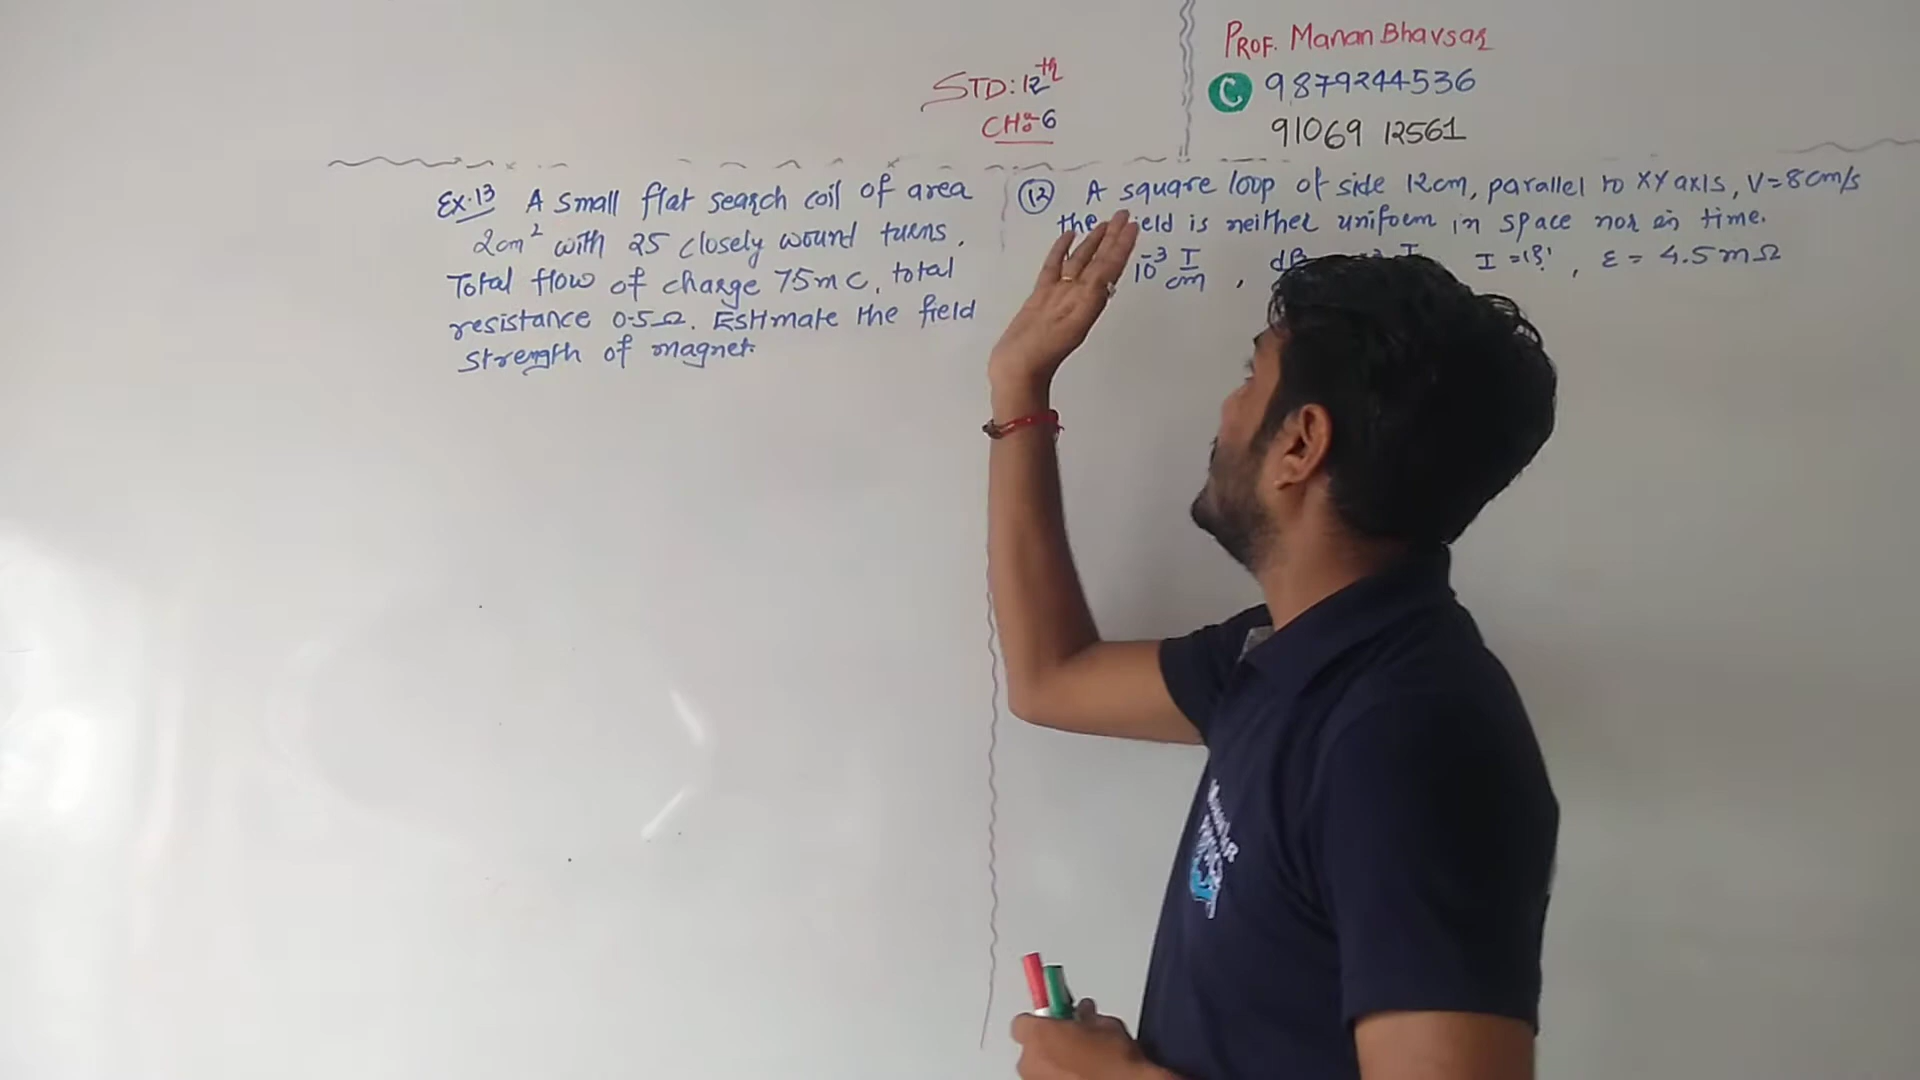 STD: 12th
CH: 6
PROF. Manan Bhavsar
9879244536
91069 12561
Ex.13 A small flat search coil of area
2cm² with 25 closely wound turns.
Total flow of charge 75mC, total
resistance 0.5Ω. Estimate the field
strength of magnet.
(12) A square loop of side 12cm, parallel to XY axis, V=8cm/s
the field is neither uniform in space nor in time.
10⁻³ T/cm , dB I = ? , ε = 4.5mΩ